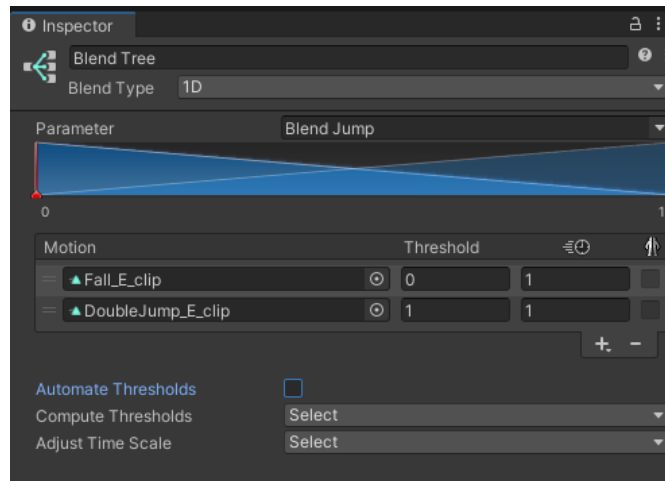 Inspector
Blend Tree
Blend Type 1D
Parameter Blend Jump
0 1
Motion Threshold
Fall_E_clip 0 1
DoubleJump_E_clip 1 1
Automate Thresholds
Compute Thresholds Select
Adjust Time Scale Select